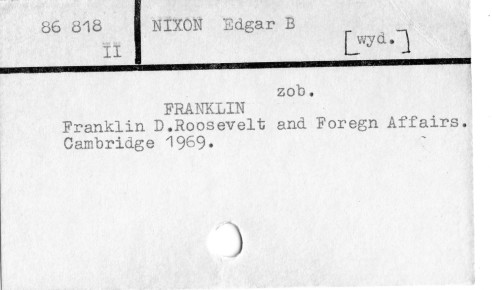 86 818
II
NIXON Edgar B
[wyd.]
zob.
FRANKLIN
Franklin D.Roosevelt and Foregn Affairs.
Cambridge 1969.